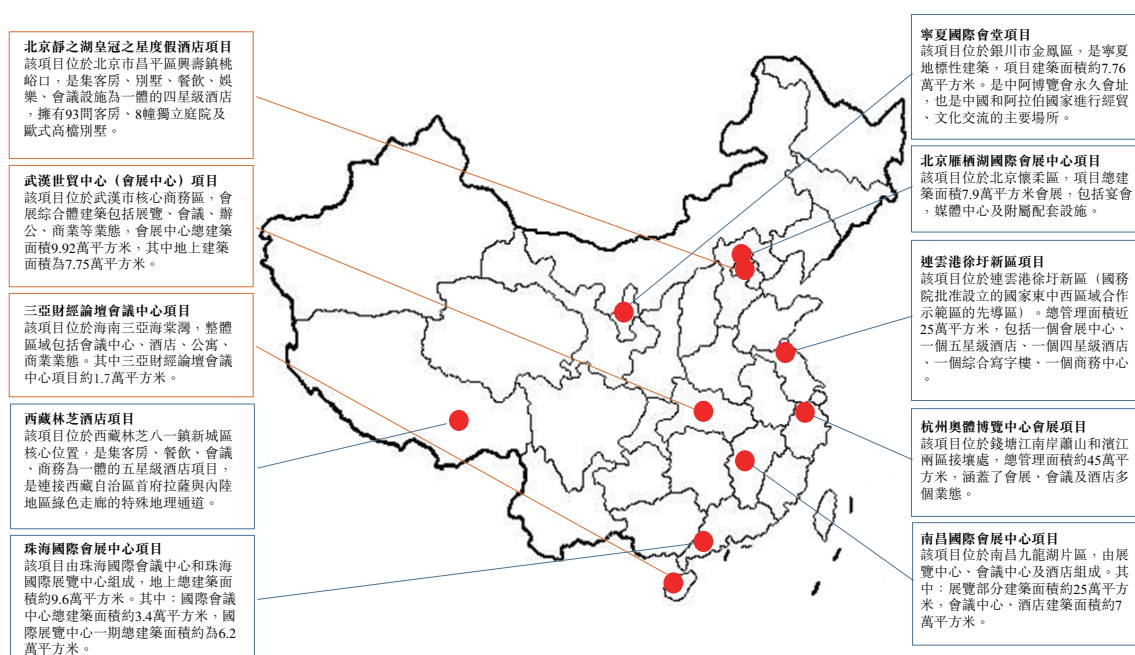 北京靜之湖皇冠之星度假酒店項目
該項目位於北京市昌平區興壽鎮桃
峪口，是集客房、別墅、餐飲、娛
樂、會議設施為一體的四星級酒店
，擁有93間客房、8幢獨立庭院及
歐式高檔別墅。
武漢世貿中心（會展中心）項目
該項目位於武漢市核心商務區，會
展綜合體建築包括展覽、會議、辦
公、商業等業態，會展中心總建築
面積9.92萬平方米，其中地上建築
面積為7.75萬平方米。
三亞財經論壇會議中心項目
該項目位於海南三亞海棠灣，整體
區域包括會議中心、酒店、公寓、
商業業態。其中三亞財經論壇會議
中心項目約1.7萬平方米。
西藏林芝酒店項目
該項目位於西藏林芝八一鎮新城區
核心位置，是集客房、餐飲、會議
、商務為一體的五星級酒店項目，
是連接西藏自治區首府拉薩與內陸
地區綠色走廊的特殊地理通道。
珠海國際會展中心項目
該項目由珠海國際會議中心和珠海
國際展覽中心組成，地上總建築面
積約9.6萬平方米。其中：國際會議
中心總建築面積約3.4萬平方米，國
際展覽中心一期總建築面積約為6.2
萬平方米。
寧夏國際會堂項目
該項目位於銀川市金鳳區，是寧夏
地標性建築，項目建築面積約7.76
萬平方米。是中阿博覽會永久會址
，也是中國和阿拉伯國家進行經貿
、文化交流的主要場所。
北京雁栖湖國際會展中心項目
該項目位於北京懷柔區，項目總建
築面積7.9萬平方米會展，包括宴會
，媒體中心及附屬配套設施。
連雲港徐圩新區項目
該項目位於連雲港徐圩新區（國務
院批准設立的國家東中西區域合作
示範區的先導區）。總管理面積近
25萬平方米，包括一個會展中心、
一個五星級酒店、一個四星級酒店
、一個綜合寫字樓、一個商務中心
。
杭州奧體博覽中心會展項目
該項目位於錢塘江南岸蕭山和濱江
兩區接壤處，總管理面積約45萬平
方米，涵蓋了會展、會議及酒店多
個業態。
南昌國際會展中心項目
該項目位於南昌九龍湖片區，由展
覽中心、會議中心及酒店組成。其
中：展覽部分建築面積約25萬平方
米，會議中心、酒店建築面積約7
萬平方米。